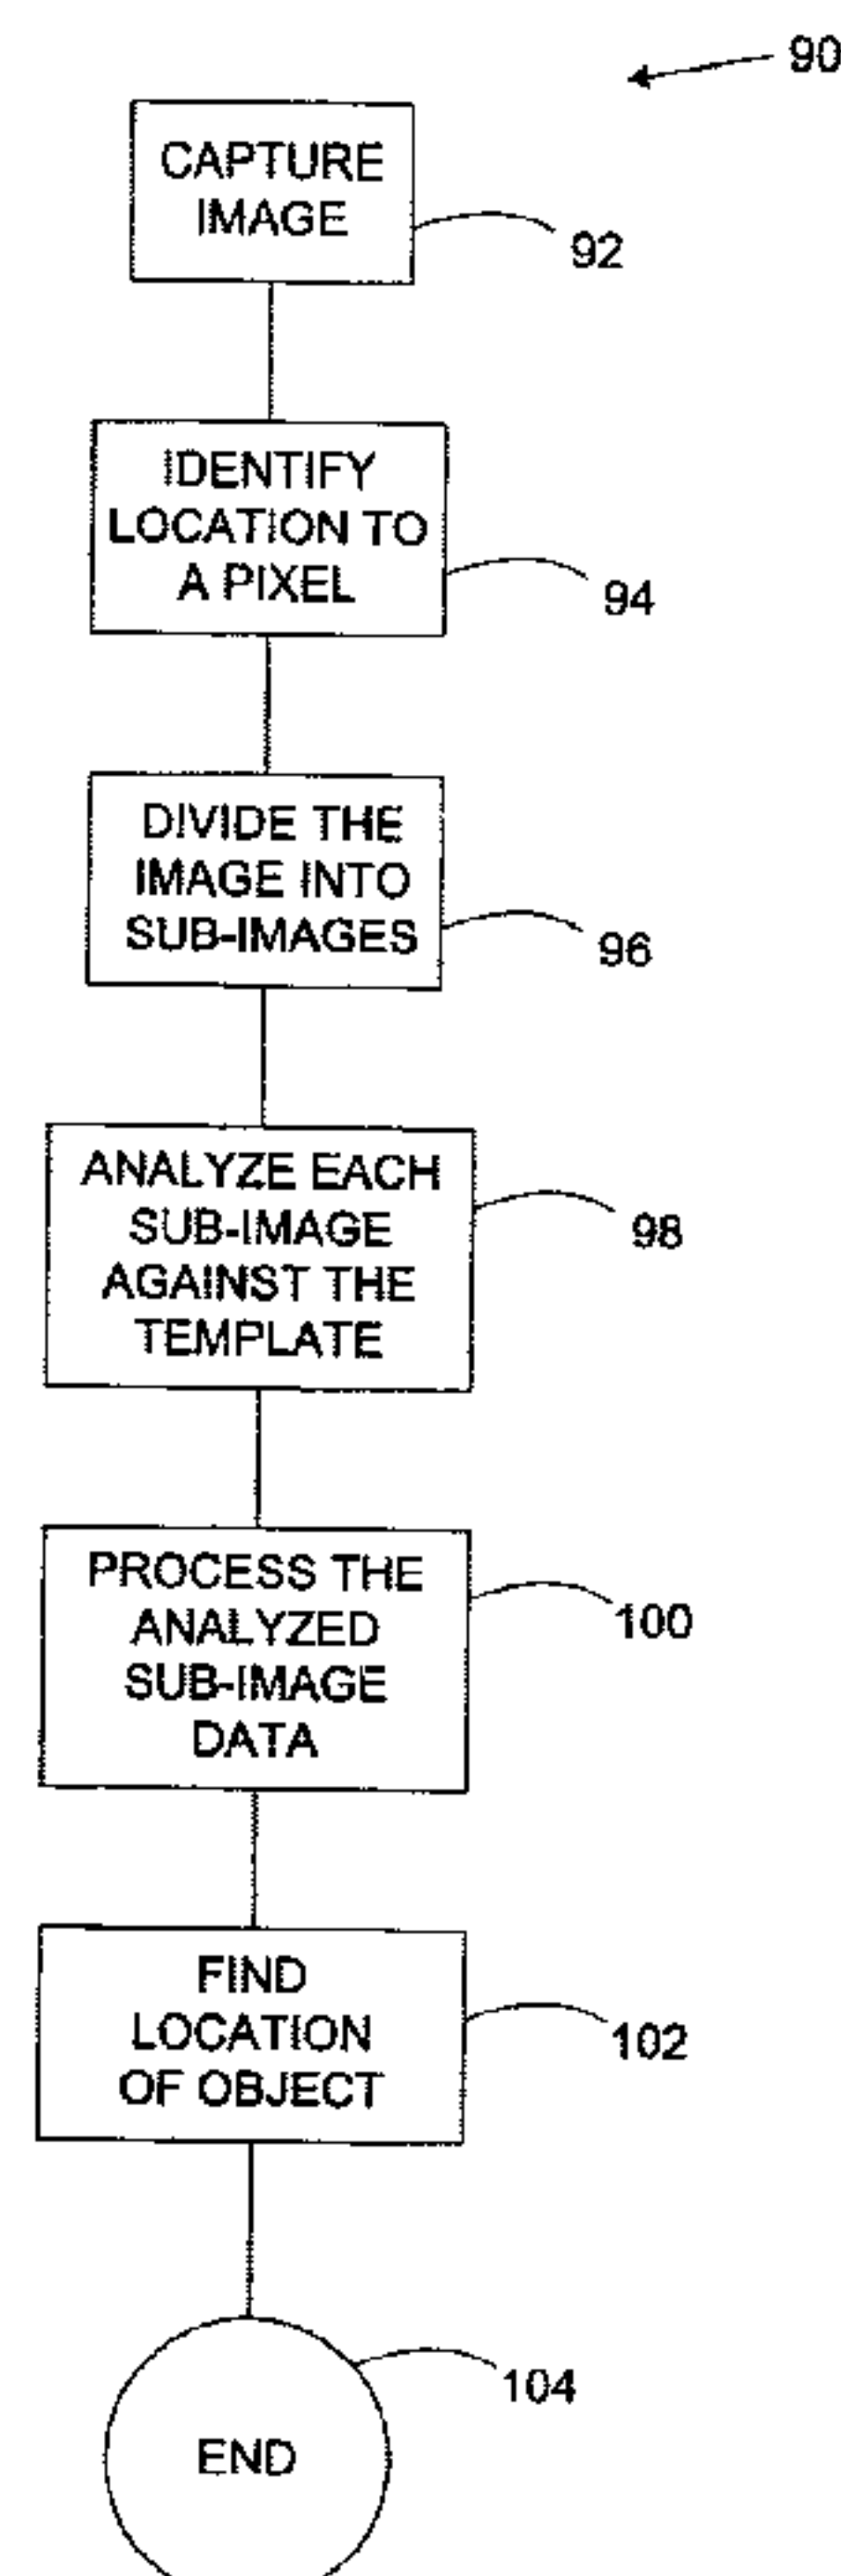 90
CAPTURE
IMAGE
92
IDENTIFY
LOCATION TO
A PIXEL
94
DIVIDE THE
IMAGE INTO
SUB-IMAGES
96
ANALYZE EACH
SUB-IMAGE
AGAINST THE
TEMPLATE
98
PROCESS THE
ANALYZED
SUB-IMAGE
DATA
100
FIND
LOCATION
OF OBJECT
102
END
104